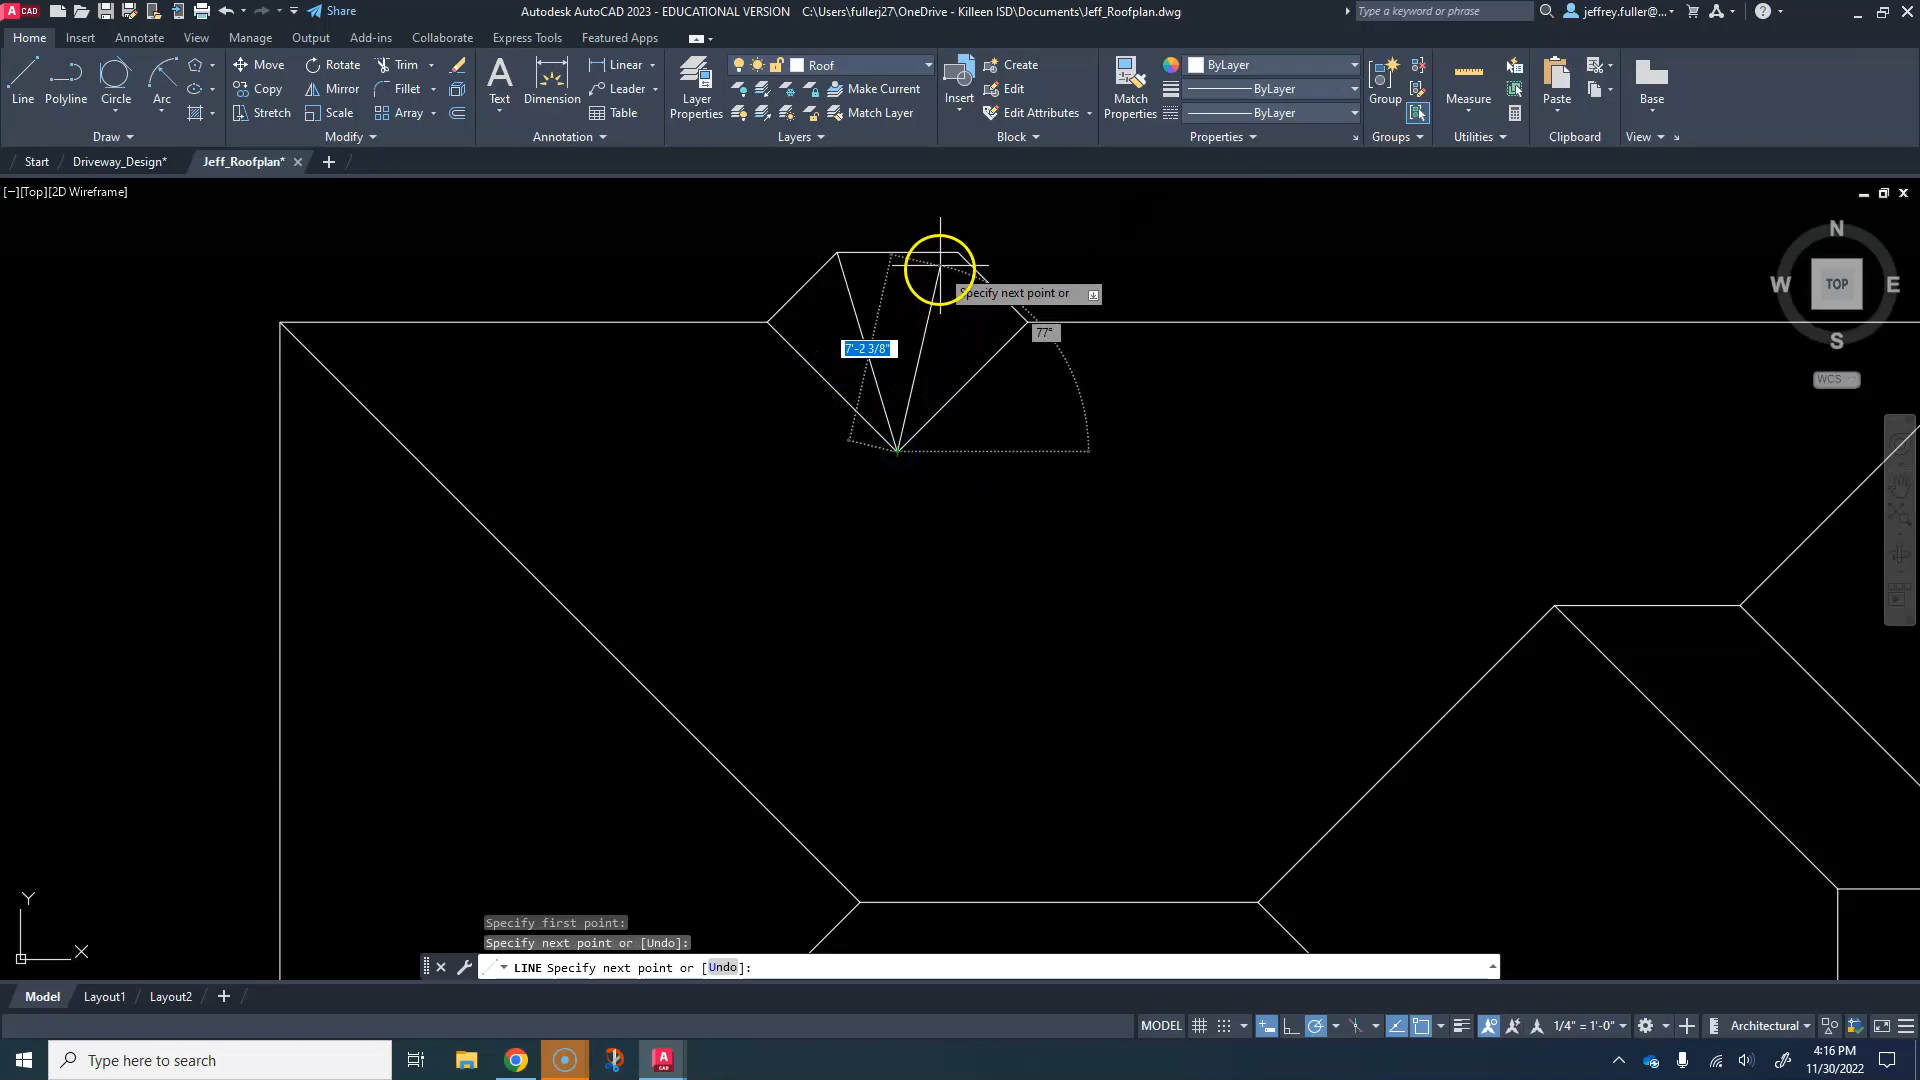 A CAD Share Autodesk AutoCAD 2023 - EDUCATIONAL VERSION C:\Users\fullerj27\OneDrive - Killeen ISD\Documents\Jeff_Roofplan.dwg Type a keyword or phrase jeffrey.fuller@...
Home Insert Annotate View Manage Output Add-ins Collaborate Express Tools Featured Apps
Move Rotate Trim Linear Roof Create ByLayer
Copy Mirror Fillet Leader Make Current Edit ByLayer
Line Polyline Circle Arc Text Dimension Layer Properties Insert Match Properties Group Measure Paste Base
Stretch Scale Array Table Match Layer Edit Attributes ByLayer
Draw Modify Annotation Layers Block Properties Groups Utilities Clipboard View
Start Driveway_Design* Jeff_Roofplan*
[−][Top][2D Wireframe]
N
W TOP E
S
WCS
Specify next point or
77°
7'-2 3/8"
Y
X
Specify first point:
Specify next point or [Undo]:
LINE Specify next point or [Undo]:
Model Layout1 Layout2
MODEL 1/4" = 1'-0" Architectural
Type here to search
A CAD
4:16 PM
11/30/2022